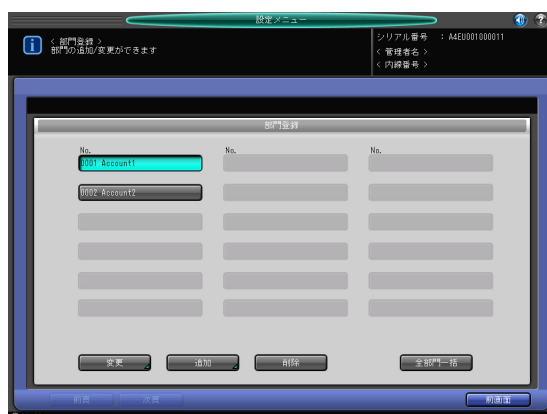 設定メニュー
< 部門登録 >
部門の追加/変更ができます
シリアル番号 : A4EU001000011
< 管理者名 >
< 内線番号 >
部門登録
No. No. No.
0001 Account1
0002 Account2
変更 追加 削除 全部門一括
前頁 次頁 前画面